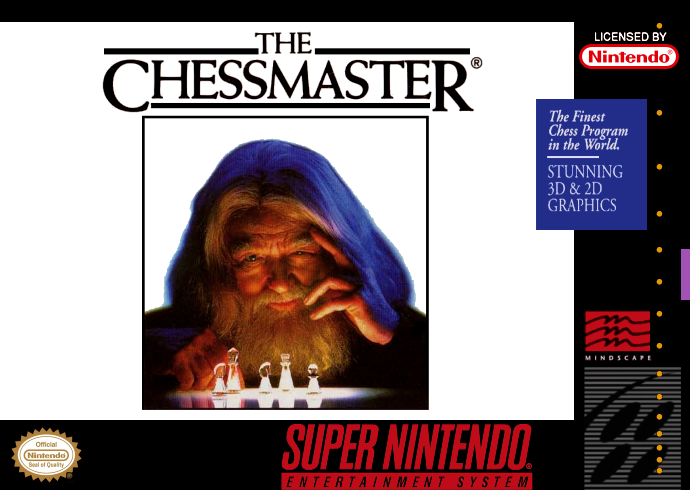 THE
CHESSMASTER®
LICENSED BY
Nintendo®
The Finest
Chess Program
in the World.
STUNNING
3D & 2D
GRAPHICS
MINDSCAPE
Official
Nintendo
Seal of Quality
SUPER NINTENDO®
ENTERTAINMENT SYSTEM